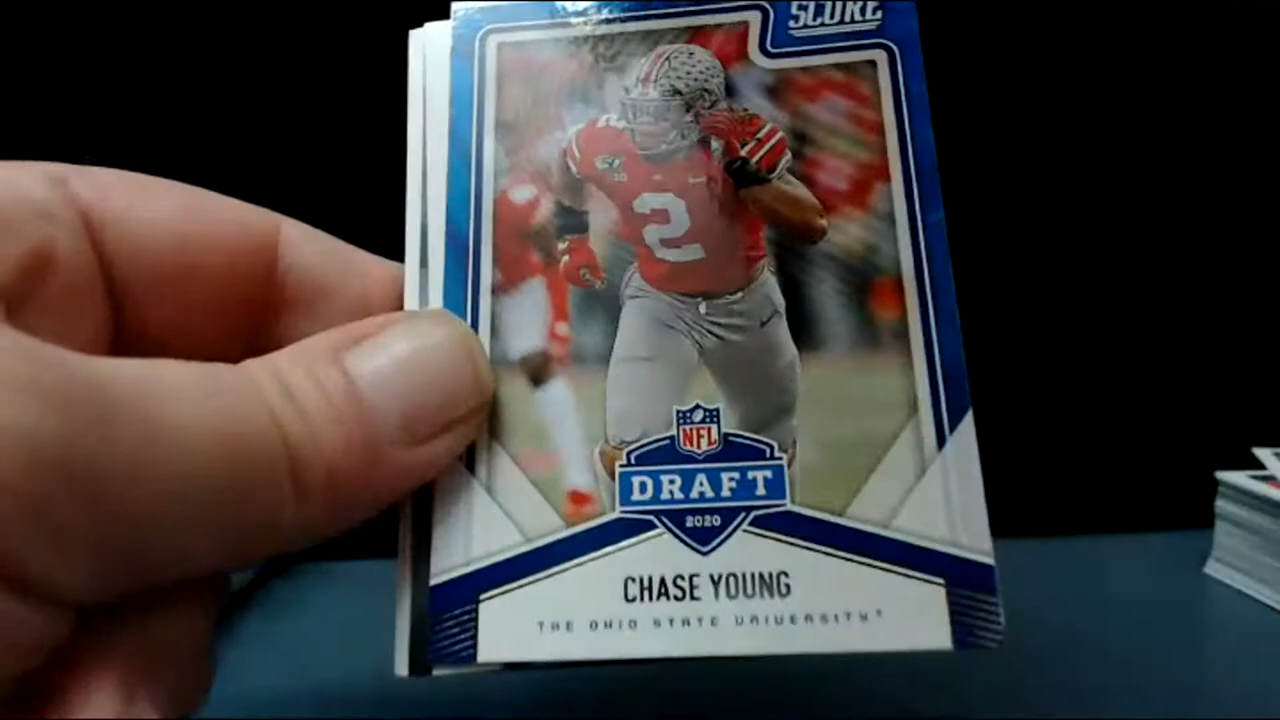 SCORE
2
NFL
DRAFT
2020
CHASE YOUNG
THE OHIO STATE UNIVERSITY